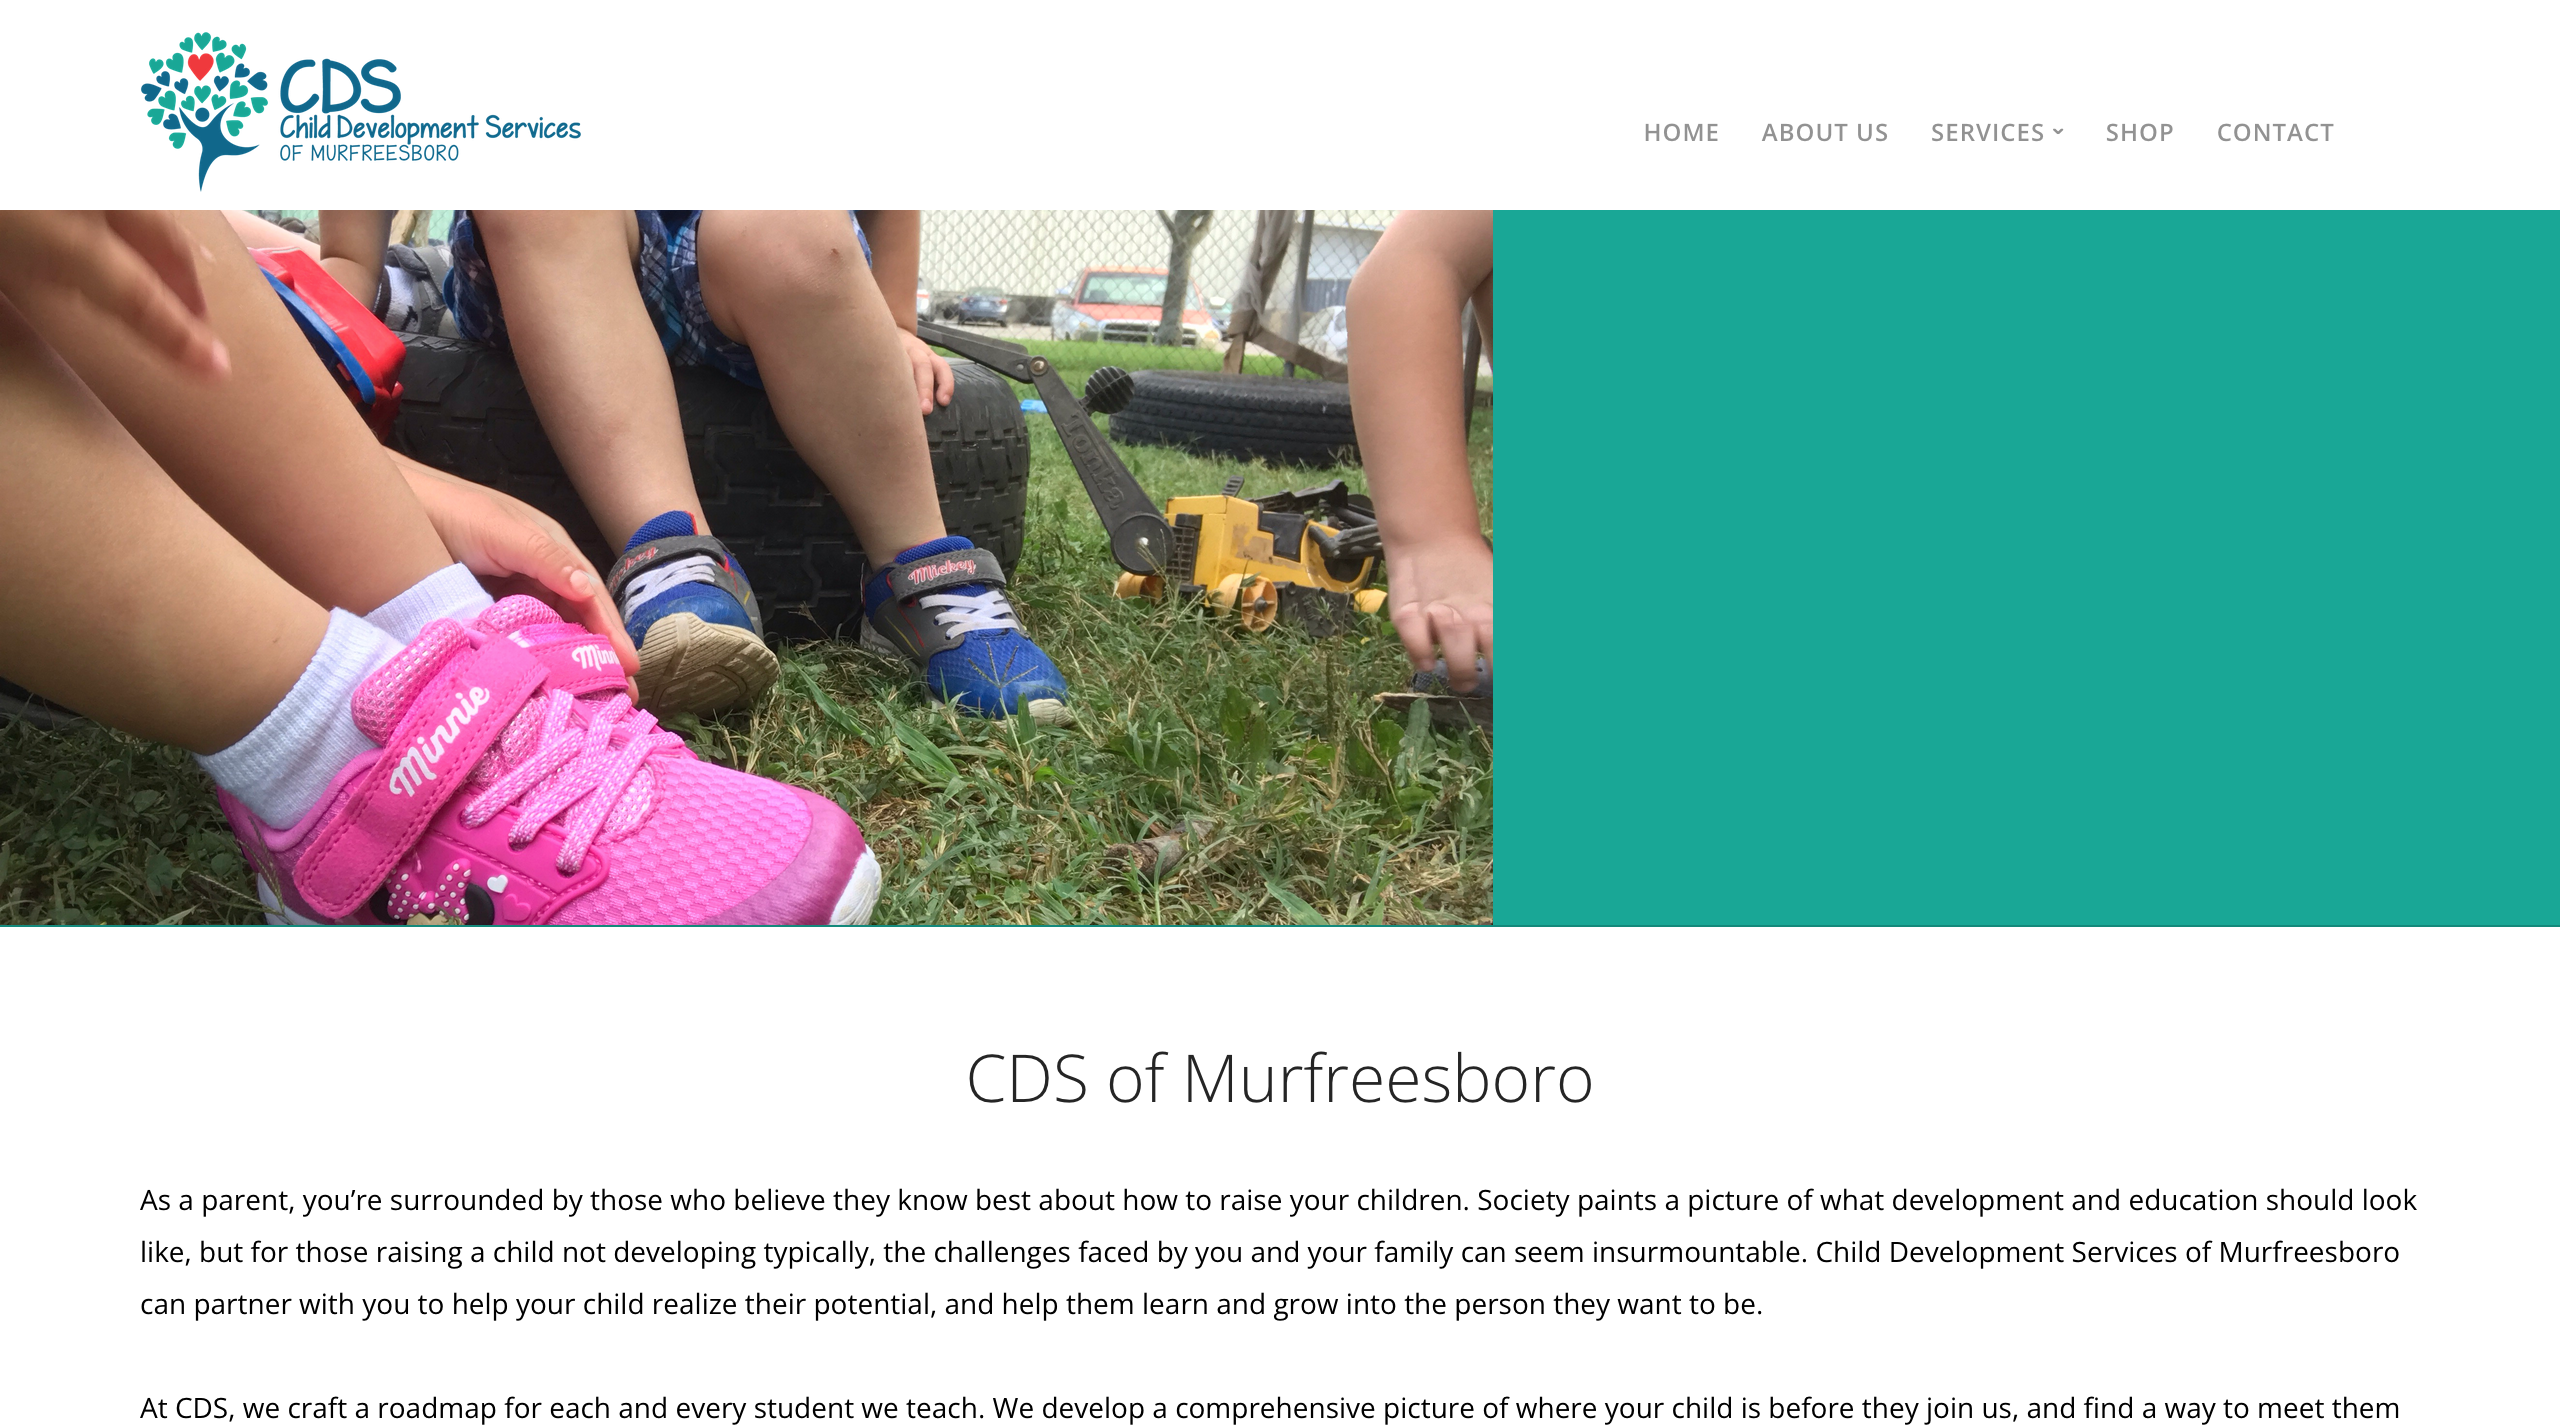 CDS
Child Development Services
OF MURFREESBORO
HOME ABOUT US SERVICES SHOP CONTACT
Tonka
Mickey
Minnie
Minnie
CDS of Murfreesboro
As a parent, you’re surrounded by those who believe they know best about how to raise your children. Society paints a picture of what development and education should look
like, but for those raising a child not developing typically, the challenges faced by you and your family can seem insurmountable. Child Development Services of Murfreesboro
can partner with you to help your child realize their potential, and help them learn and grow into the person they want to be.
At CDS, we craft a roadmap for each and every student we teach. We develop a comprehensive picture of where your child is before they join us, and find a way to meet them